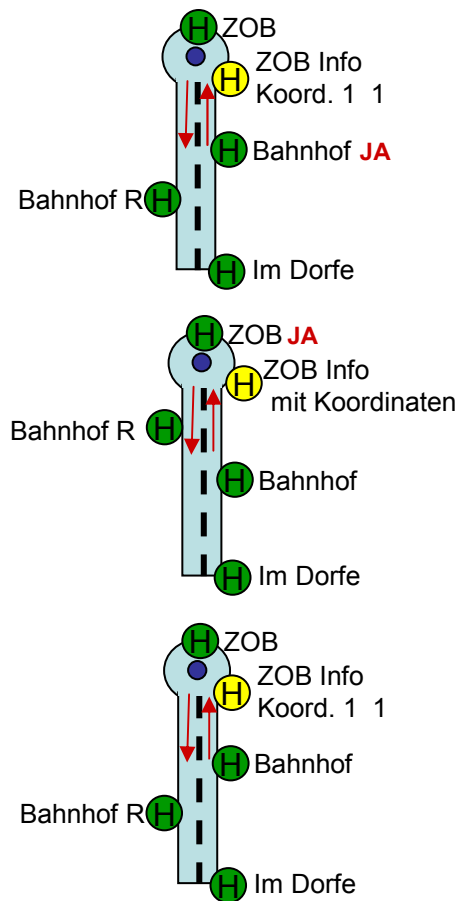 H ZOB
H ZOB Info
Koord. 1 1
H Bahnhof JA
Bahnhof R H
H Im Dorfe
H ZOB JA
H ZOB Info
mit Koordinaten
Bahnhof R H
H Bahnhof
H Im Dorfe
H ZOB
H ZOB Info
Koord. 1 1
H Bahnhof
Bahnhof R H
H Im Dorfe